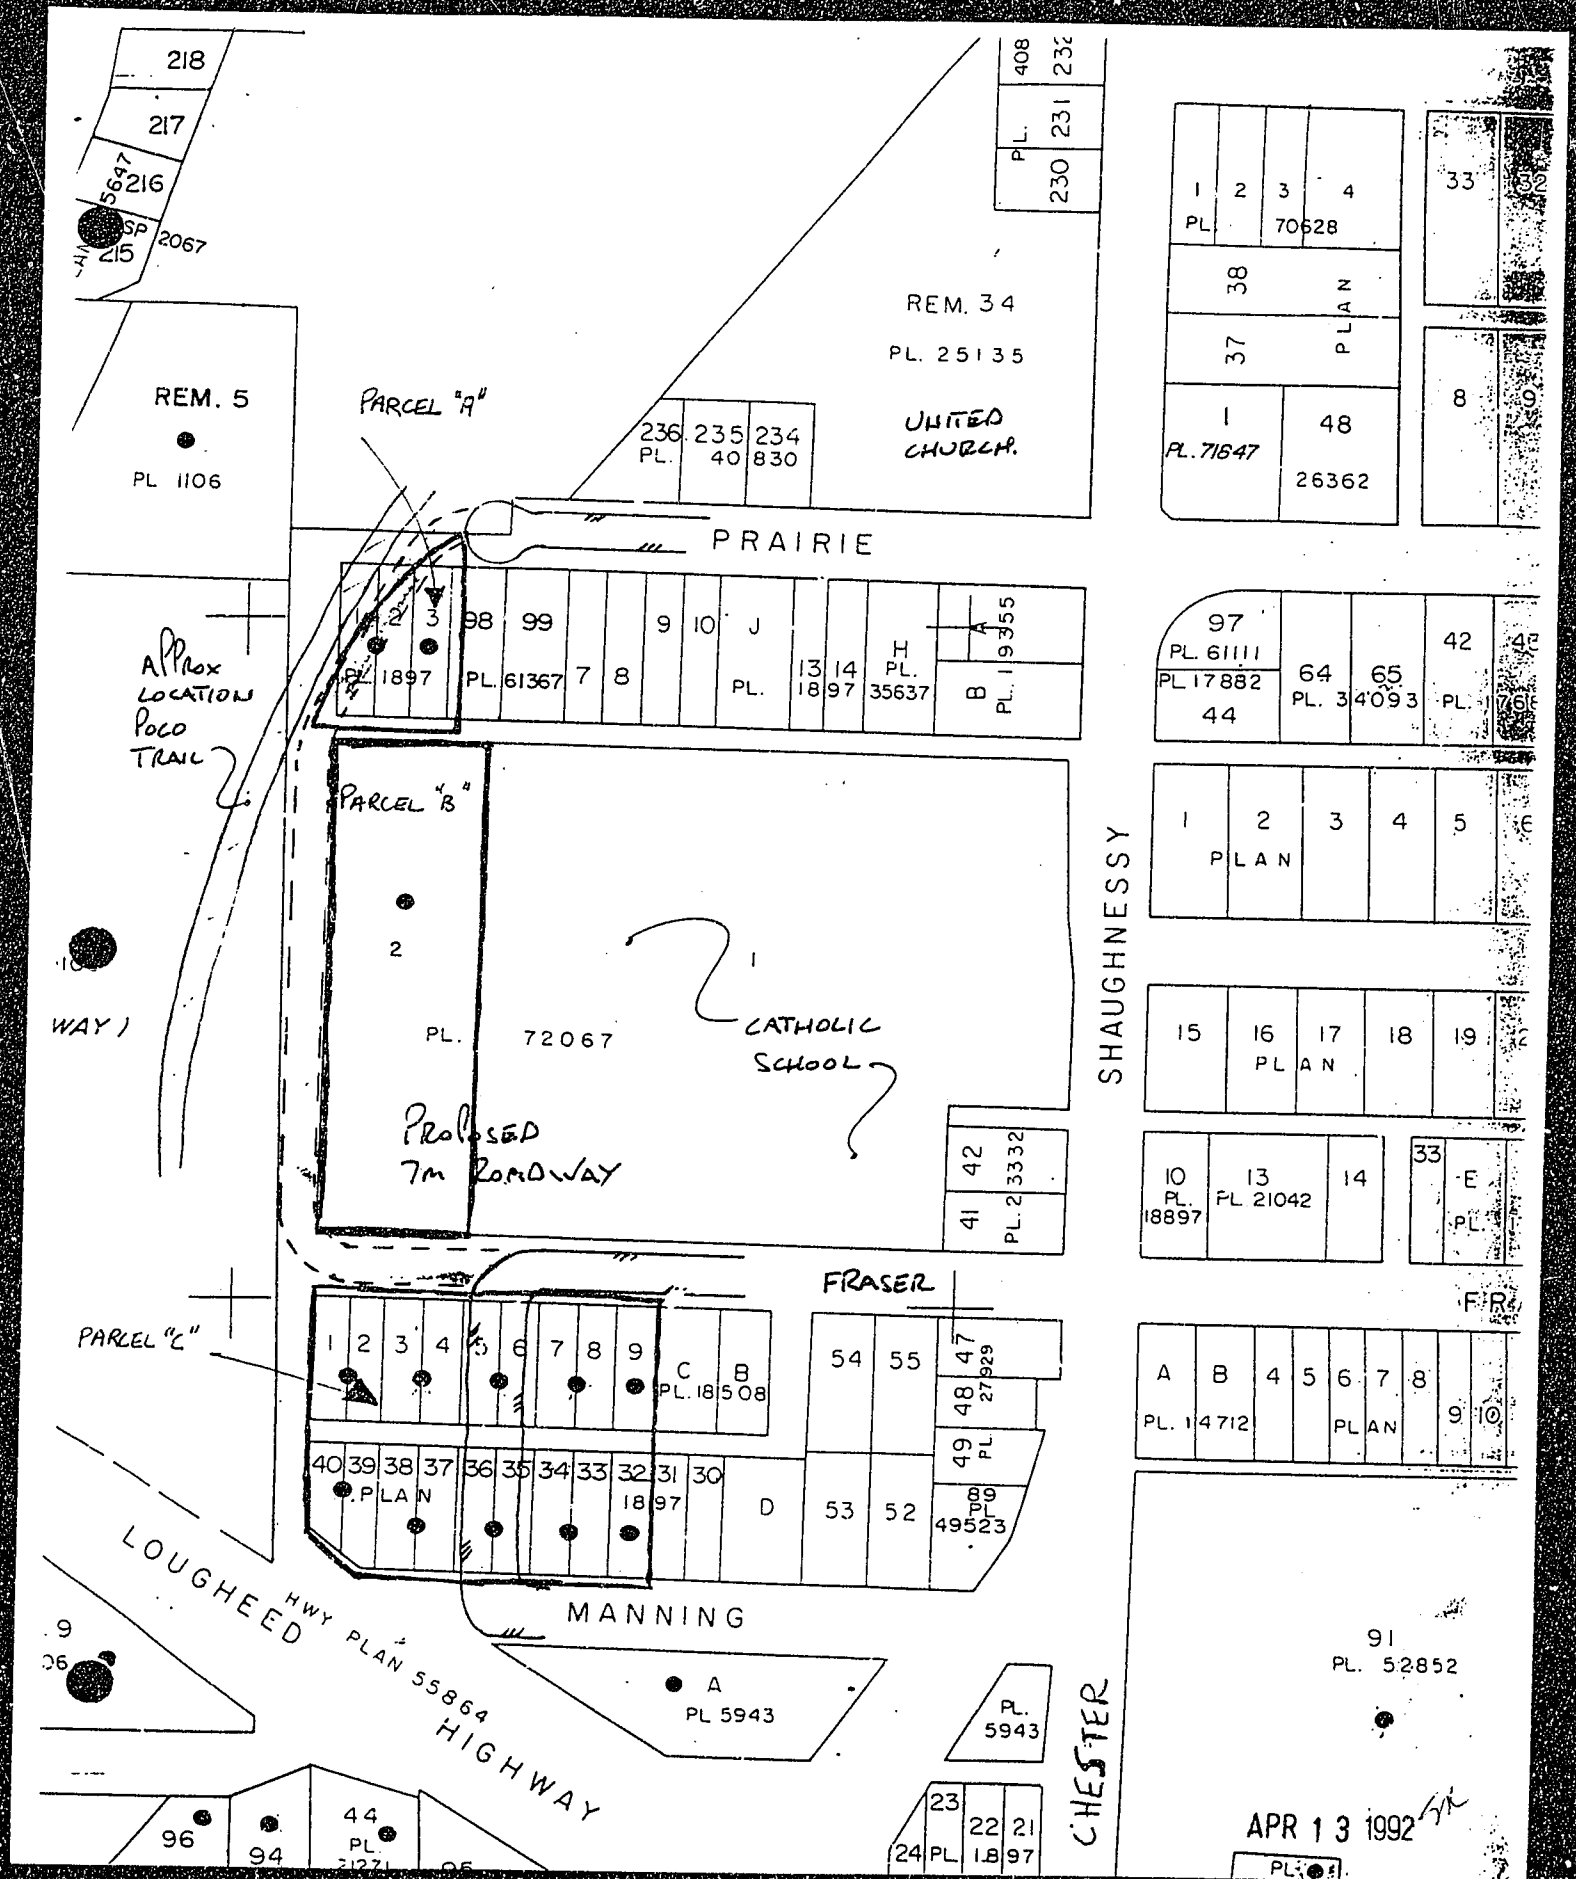 218
217
216
5647
SP 2067
215
408
232
PL.
231
230
1 2 3 4
PL 70628
38
37
PLAN
33 32
8 9
REM. 34
PL. 25135
REM. 5
PL 1106
PARCEL "A"
236 235 234
PL. 40 830
UNITED
CHURCH.
1
PL. 71647
48
26362
PRAIRIE
1 2 3
PL 1897
98 99
PL. 61367
7 8
9 10 J
PL.
13 14
18 97
H
PL.
35637
A
B
PL. 19355
97
PL. 61111
PL 17882
44
64 65
PL. 34093
42
PL.
APPROX
LOCATION
POCO
TRAIL
PARCEL "B"
2
PL. 72067
1
CATHOLIC
SCHOOL
PROPOSED
7m ROADWAY
WAY)
SHAUGHNESSY
1 2 3 4 5 6
PLAN
15 16 17 18 19
PLAN
42
41
PL. 23332
10
PL.
18897
13
PL 21042
14
33
E
PL.
FRASER
FR
PARCEL "C"
1 2 3 4 5 6 7 8 9
C B
PL. 18508
54 55
47
48
27929
49
PL.
A B 4 5 6 7 8 9 10
PL. 14712
PLAN
40 39 38 37 36 35 34 33 32 31 30
PLAN 1897
D
53 52
89
PL
49523
LOUGHEED
HWY PLAN 55864
HIGHWAY
MANNING
A
PL 5943
PL.
5943
CHESTER
91
PL. 52852
9
96
94
44
PL.
23
24
22 21
PL 1897
APR 13 1992
PL.